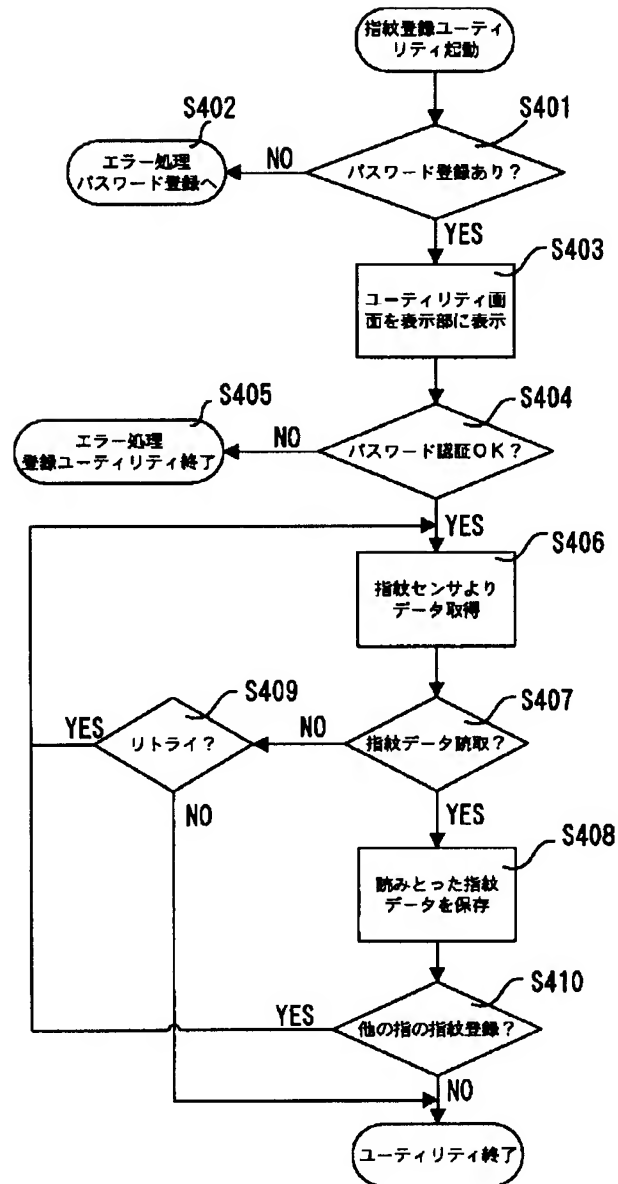 指紋登録ユーティ
リティ起動
S401
S402
パスワード登録あり？
NO
エラー処理
パスワード登録へ
YES
S403
ユーティリティ画
面を表示部に表示
S404
S405
パスワード認証OK？
NO
エラー処理
登録ユーティリティ終了
YES
S406
指紋センサより
データ取得
S407
指紋データ読取？
NO
S409
リトライ？
YES
NO
YES
S408
読みとった指紋
データを保存
S410
他の指の指紋登録？
YES
NO
ユーティリティ終了